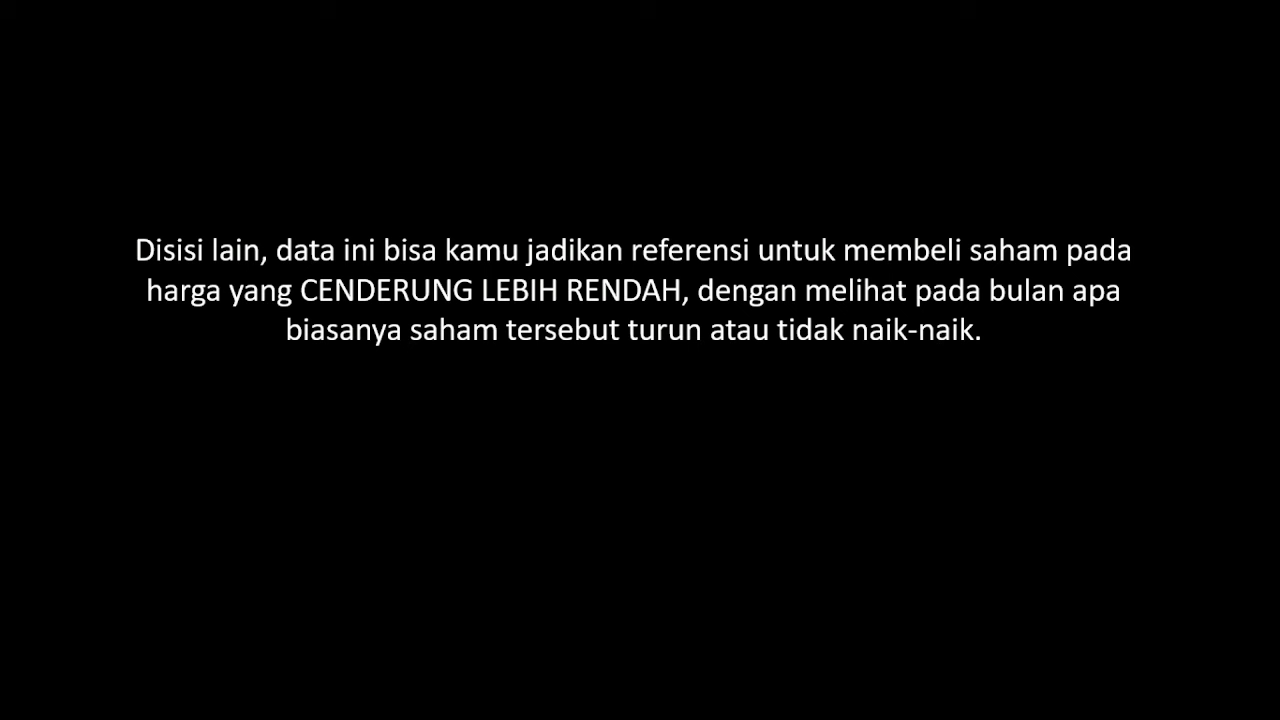 Disisi lain, data ini bisa kamu jadikan referensi untuk membeli saham pada
harga yang CENDERUNG LEBIH RENDAH, dengan melihat pada bulan apa
biasanya saham tersebut turun atau tidak naik-naik.